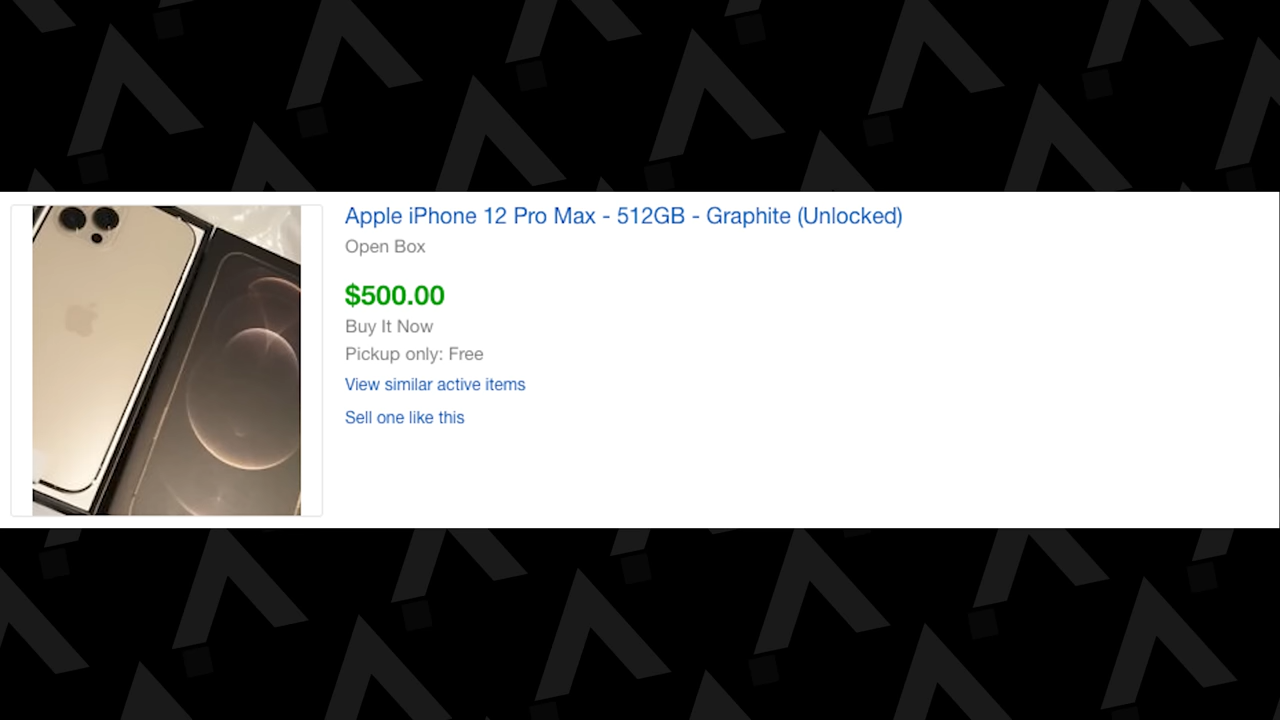 Apple iPhone 12 Pro Max - 512GB - Graphite (Unlocked)
Open Box
$500.00
Buy It Now
Pickup only: Free
View similar active items
Sell one like this